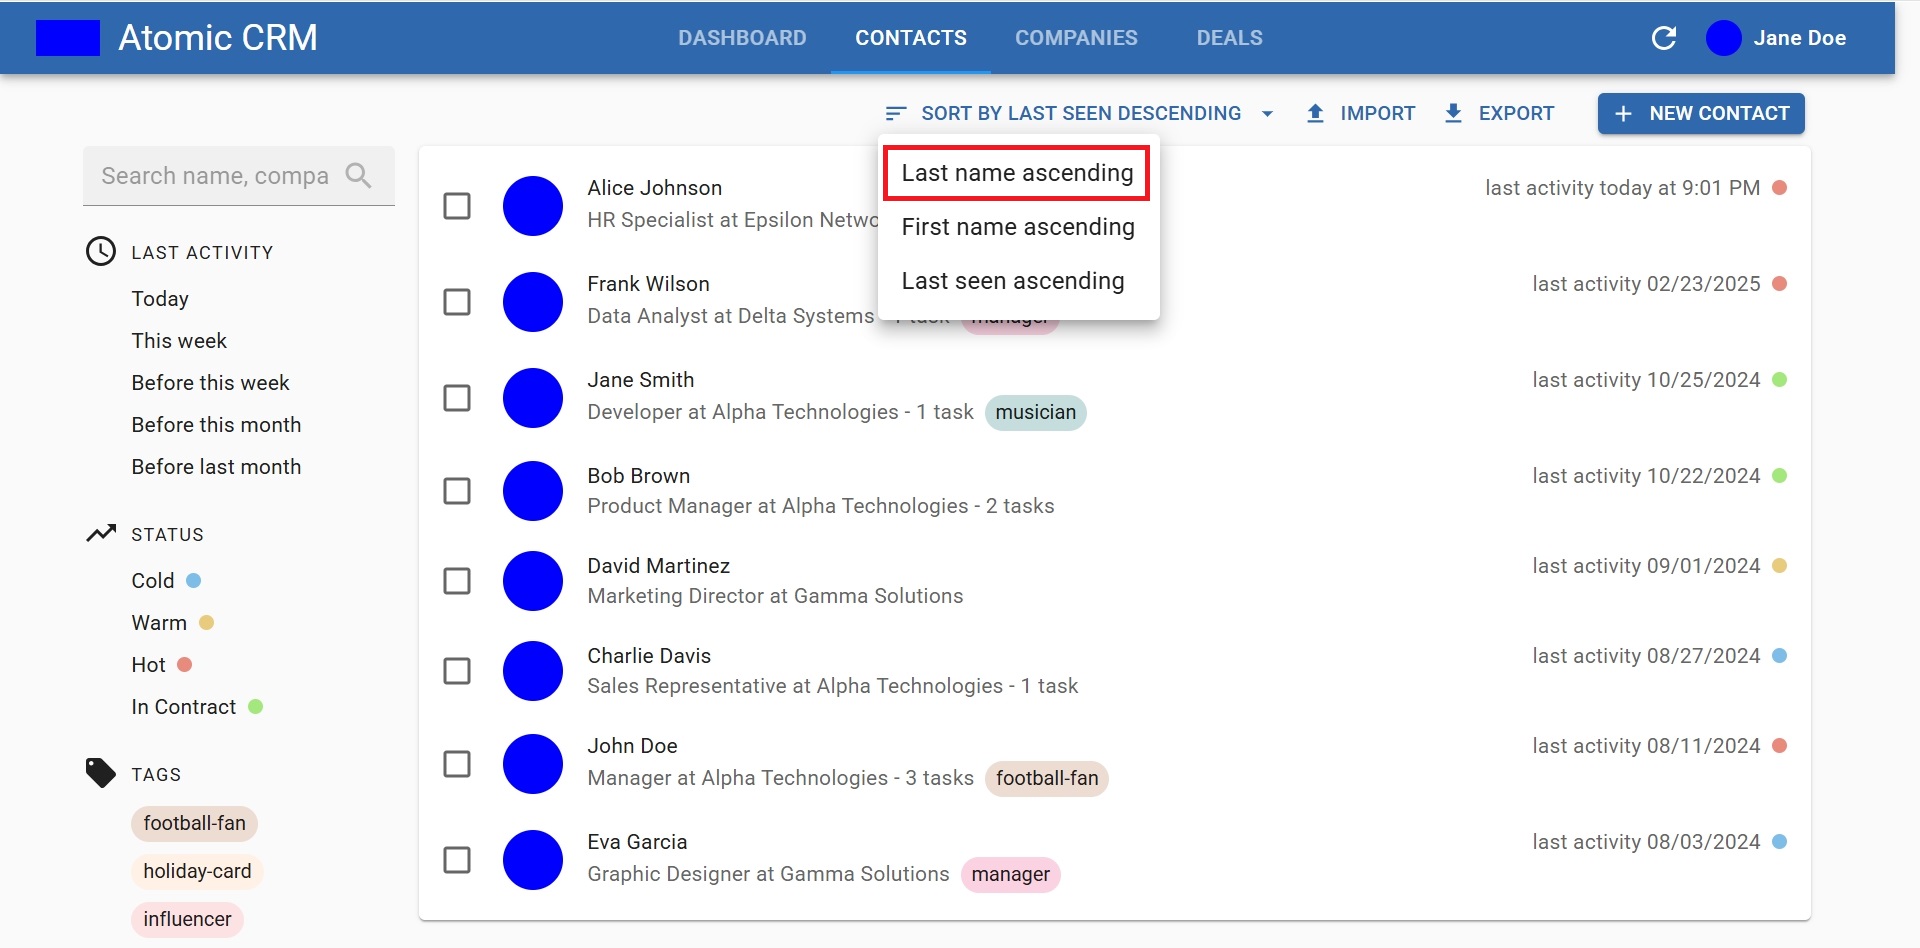 Atomic CRM
DASHBOARD
CONTACTS
COMPANIES
DEALS
Jane Doe
SORT BY LAST SEEN DESCENDING
IMPORT
EXPORT
NEW CONTACT
Last name ascending
First name ascending
Last seen ascending
Search name, compa
LAST ACTIVITY
Today
This week
Before this week
Before this month
Before last month
STATUS
Cold
Warm
Hot
In Contract
TAGS
football-fan
holiday-card
influencer
Alice Johnson
HR Specialist at Epsilon Netwo
last activity today at 9:01 PM
Frank Wilson
Data Analyst at Delta Systems - 1 task manager
last activity 02/23/2025
Jane Smith
Developer at Alpha Technologies - 1 task musician
last activity 10/25/2024
Bob Brown
Product Manager at Alpha Technologies - 2 tasks
last activity 10/22/2024
David Martinez
Marketing Director at Gamma Solutions
last activity 09/01/2024
Charlie Davis
Sales Representative at Alpha Technologies - 1 task
last activity 08/27/2024
John Doe
Manager at Alpha Technologies - 3 tasks football-fan
last activity 08/11/2024
Eva Garcia
Graphic Designer at Gamma Solutions manager
last activity 08/03/2024